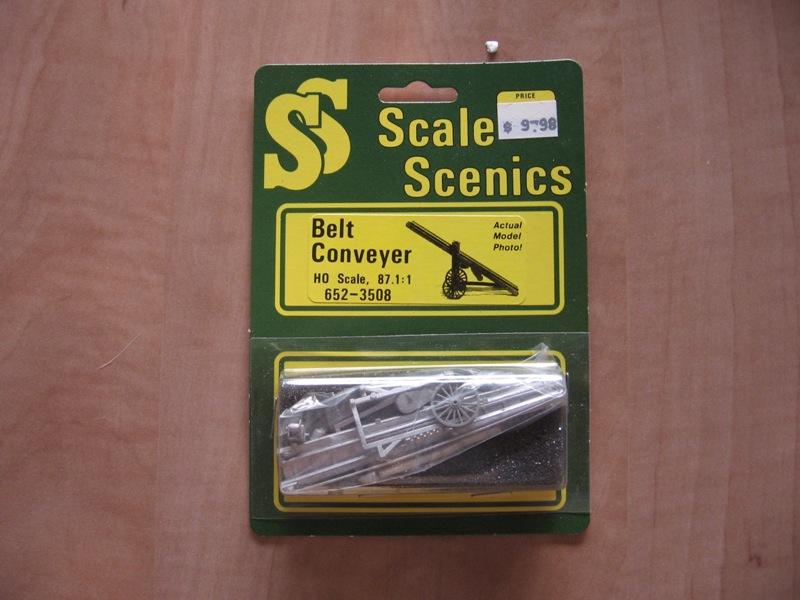 SS
Scale
Scenics
PRICE
$ 9.98
Belt
Conveyer
HO Scale, 87.1:1
652-3508
Actual
Model
Photo!